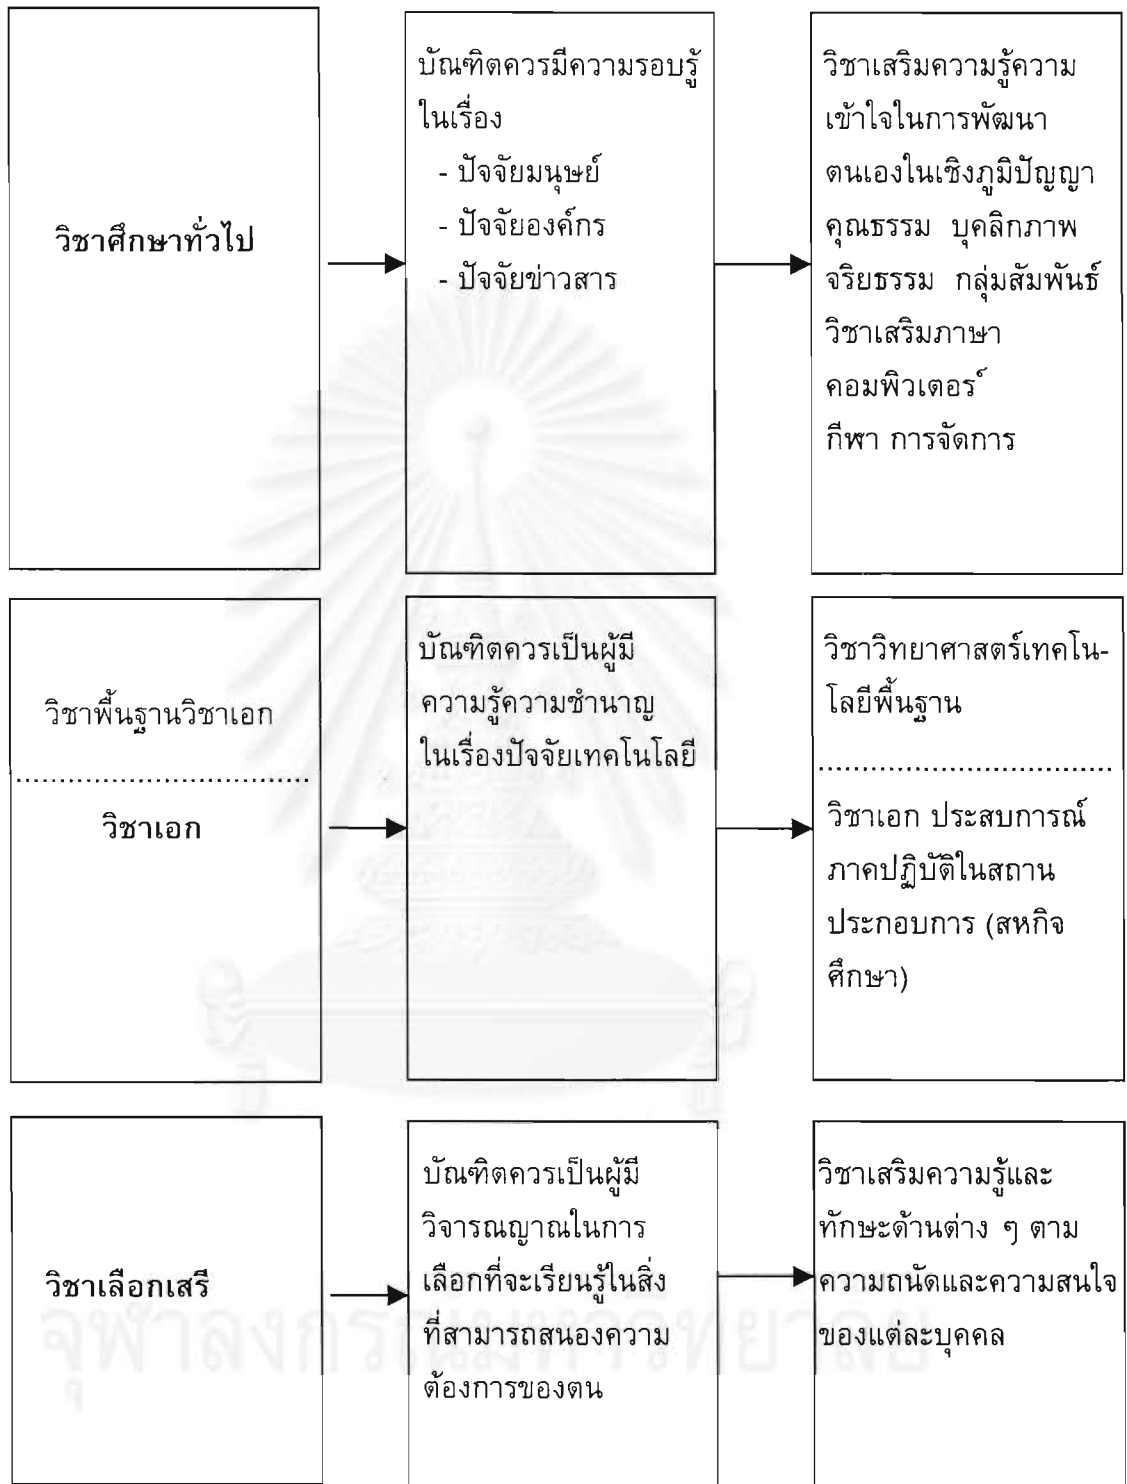 วิชาศึกษาทั่วไป
บัณฑิตควรมีความรอบรู้
ในเรื่อง
- ปัจจัยมนุษย์
- ปัจจัยองค์กร
- ปัจจัยข่าวสาร
วิชาเสริมความรู้ความ
เข้าใจในการพัฒนา
ตนเองในเชิงภูมิปัญญา
คุณธรรม บุคลิกภาพ
จริยธรรม กลุ่มสัมพันธ์
วิชาเสริมภาษา
คอมพิวเตอร์
กีฬา การจัดการ
วิชาพื้นฐานวิชาเอก
..................................
วิชาเอก
บัณฑิตควรเป็นผู้มี
ความรู้ความชำนาญ
ในเรื่องปัจจัยเทคโนโลยี
วิชาวิทยาศาสตร์เทคโน-
โลยีพื้นฐาน
..................................
วิชาเอก ประสบการณ์
ภาคปฏิบัติในสถาน
ประกอบการ (สหกิจ
ศึกษา)
วิชาเลือกเสรี
บัณฑิตควรเป็นผู้มี
วิจารณญาณในการ
เลือกที่จะเรียนรู้ในสิ่ง
ที่สามารถสนองความ
ต้องการของตน
วิชาเสริมความรู้และ
ทักษะด้านต่าง ๆ ตาม
ความถนัดและความสนใจ
ของแต่ละบุคคล
จุฬาลงกรณ์มหาวิทยาลัย